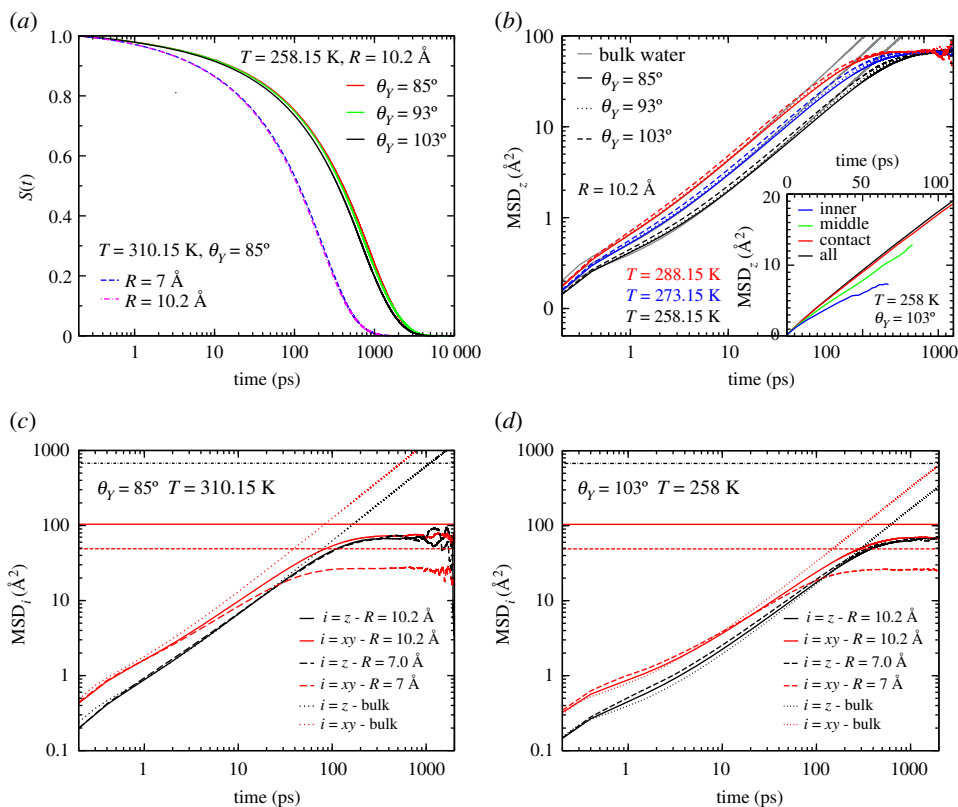 (a)
S(t)
1.0
0.8
0.6
0.4
0.2
0
T = 258.15 K, R = 10.2 Å
θY = 85º
θY = 93º
θY = 103º
T = 310.15 K, θY = 85º
R = 7 Å
R = 10.2 Å
1
10
100
1000
10 000
time (ps)
(b)
MSDz (Å²)
100
10
1
0
bulk water
θY = 85º
θY = 93º
θY = 103º
R = 10.2 Å
T = 288.15 K
T = 273.15 K
T = 258.15 K
time (ps)
0
50
100
MSDz (Å²)
20
10
0
inner
middle
contact
all
T = 258 K
θY = 103º
1
10
100
1000
time (ps)
(c)
MSDi (Å²)
1000
100
10
1
0.1
θY = 85º T = 310.15 K
i = z - R = 10.2 Å
i = xy - R = 10.2 Å
i = z - R = 7.0 Å
i = xy - R = 7 Å
i = z - bulk
i = xy - bulk
1
10
100
1000
time (ps)
(d)
MSDi (Å²)
1000
100
10
1
0.1
θY = 103º T = 258 K
i = z - R = 10.2 Å
i = xy - R = 10.2 Å
i = z - R = 7.0 Å
i = xy - R = 7 Å
i = z - bulk
i = xy - bulk
1
10
100
1000
time (ps)